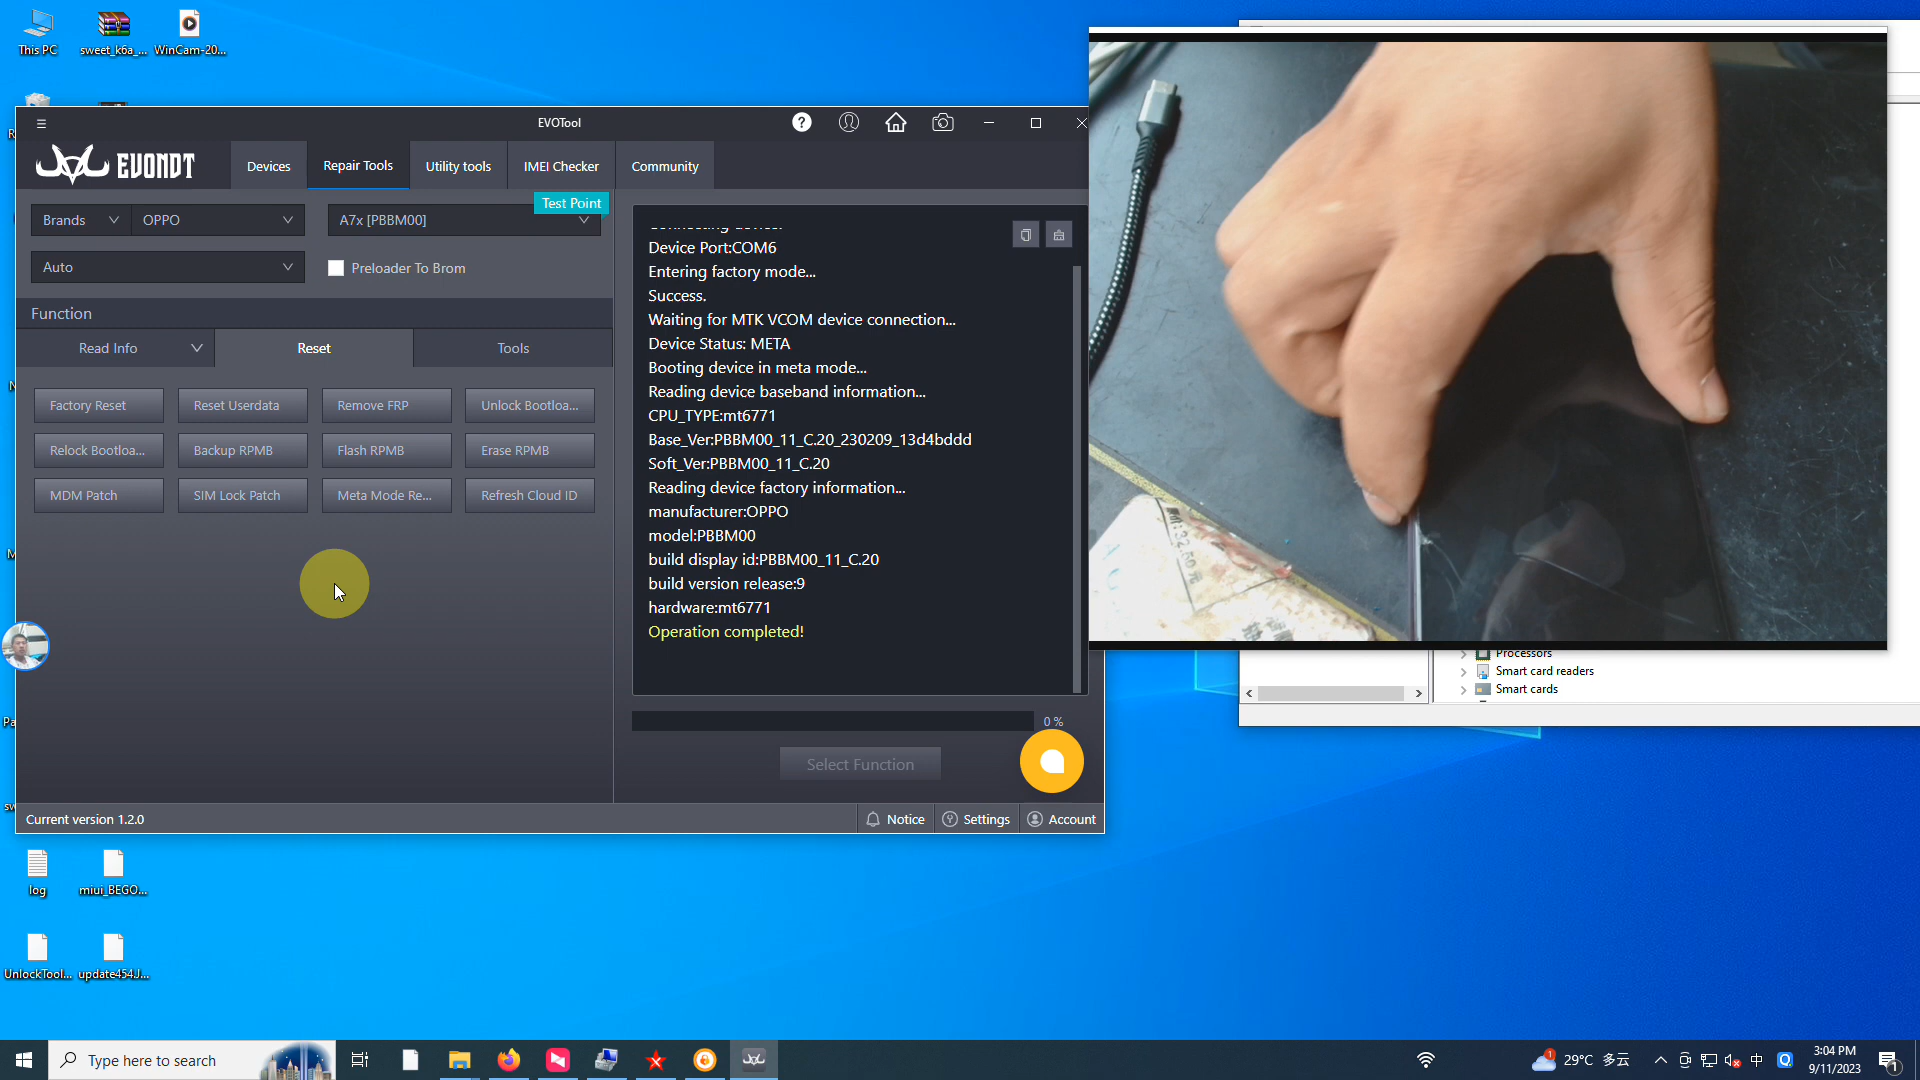 This PC
sweet_k6a_...
WinCam-20...
EVOTool
EVONDT
Devices
Repair Tools
Utility tools
IMEI Checker
Community
Test Point
Brands
OPPO
A7x [PBBM00]
Auto
Preloader To Brom
Function
Read Info
Reset
Tools
Factory Reset
Reset Userdata
Remove FRP
Unlock Bootloa...
Relock Bootloa...
Backup RPMB
Flash RPMB
Erase RPMB
MDM Patch
SIM Lock Patch
Meta Mode Re...
Refresh Cloud ID
Device Port:COM6
Entering factory mode...
Success.
Waiting for MTK VCOM device connection...
Device Status: META
Booting device in meta mode...
Reading device baseband information...
CPU_TYPE:mt6771
Base_Ver:PBBM00_11_C.20_230209_13d4bddd
Soft_Ver:PBBM00_11_C.20
Reading device factory information...
manufacturer:OPPO
model:PBBM00
build display id:PBBM00_11_C.20
build version release:9
hardware:mt6771
Operation completed!
0 %
Select Function
Current version 1.2.0
Notice
Settings
Account
Processors
Smart card readers
Smart cards
log
miui_BEGO...
UnlockTool...
update454.J...
Type here to search
29°C 多云
中
3:04 PM
9/11/2023